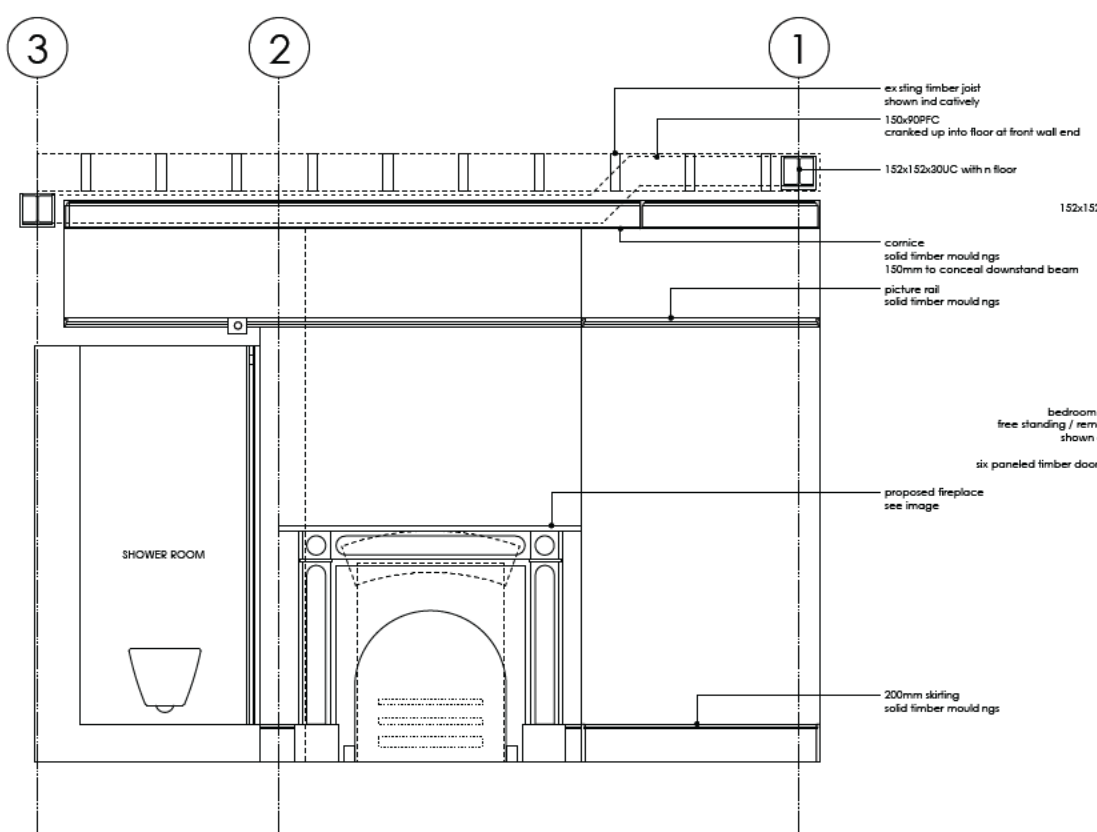 3
2
1
ex sting timber joist
shown ind catively
150x90PFC
cranked up into floor at front wall end
152x152x30UC with n floor
152x152
cornice
solid timber mould ngs
150mm to conceal downstand beam
picture rail
solid timber mould ngs
bedroom
free standing / rem
shown
six paneled timber door
proposed fireplace
see image
SHOWER ROOM
200mm skirting
solid timber mould ngs